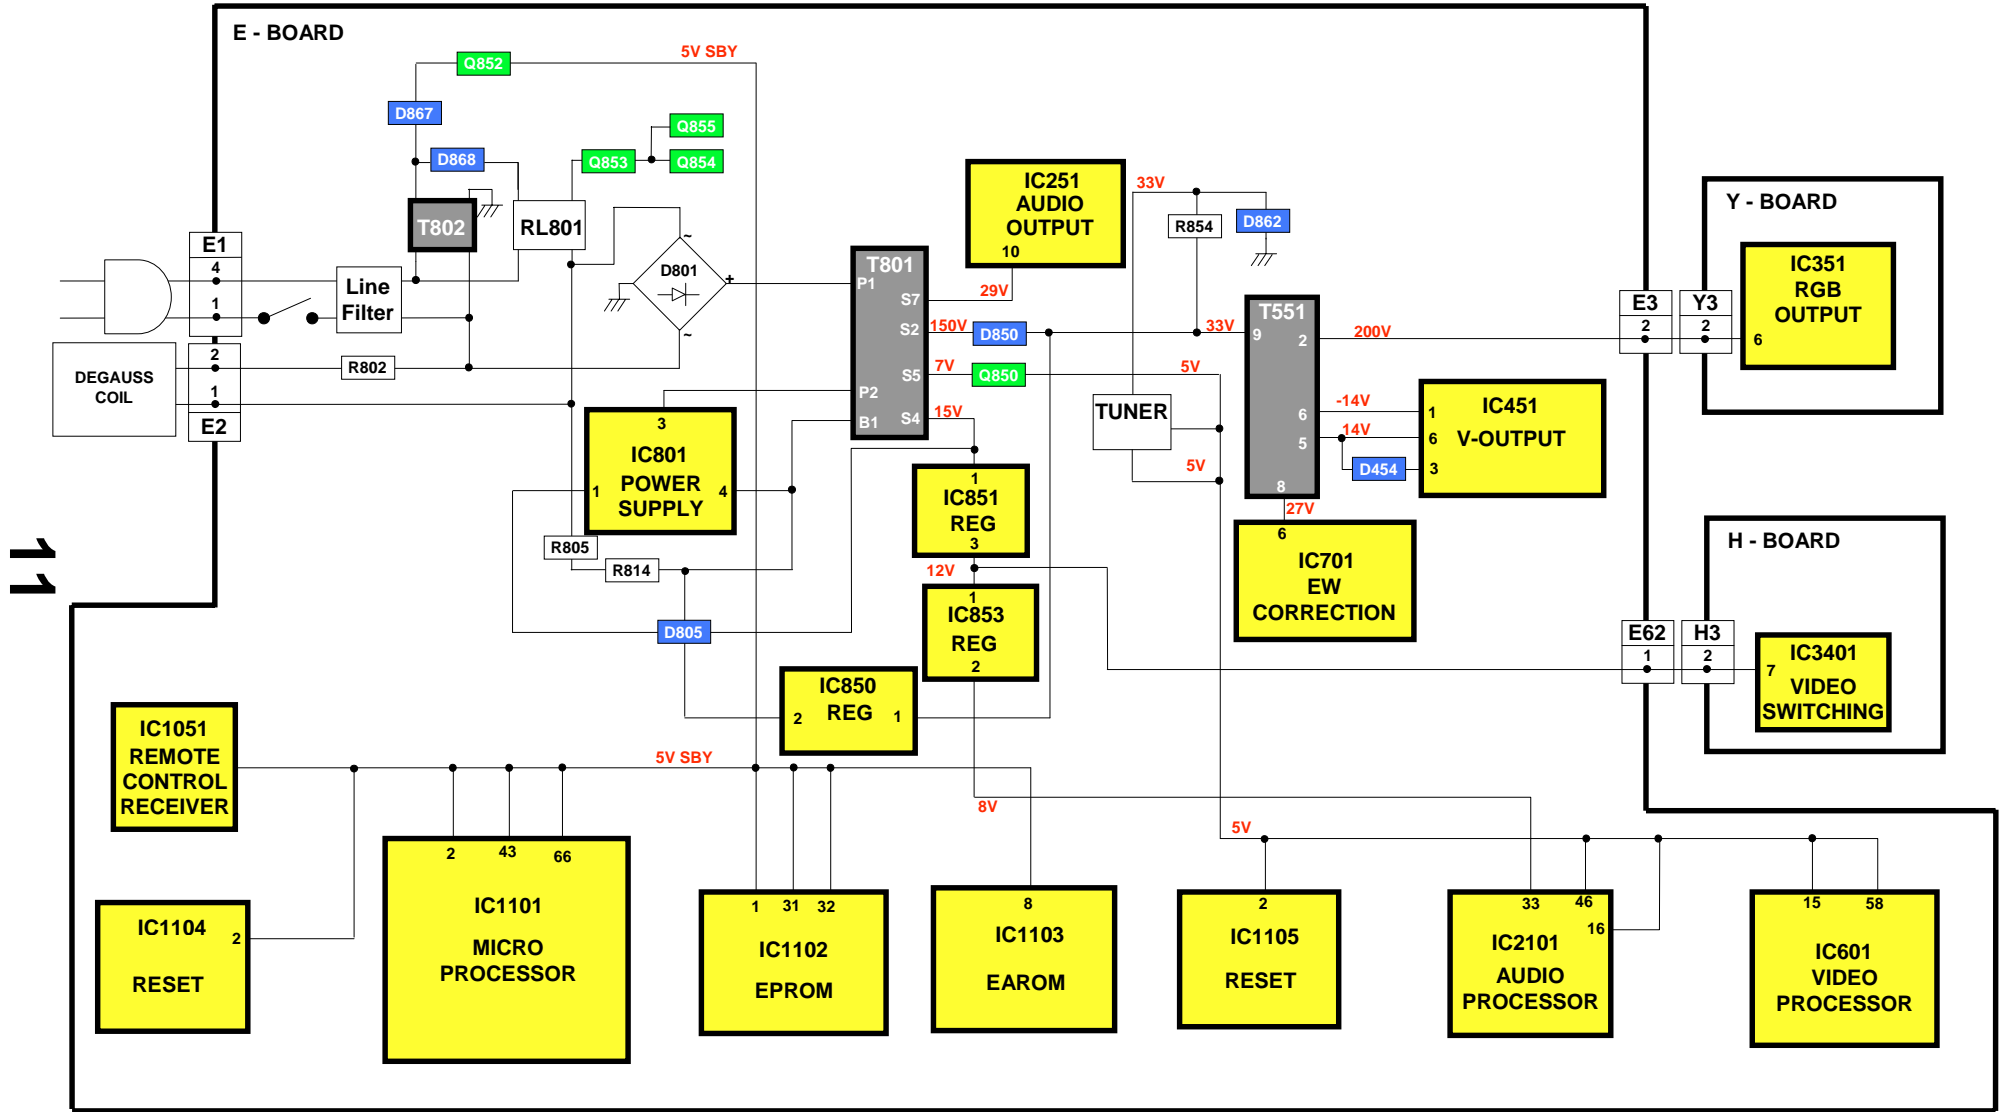 E - BOARD
5V SBY
Q852
D867
Q855
D868
Q853
Q854
T802
RL801
IC251
AUDIO
OUTPUT
10
33V
R854
D862
Y - BOARD
IC351
RGB
OUTPUT
6
E1
4
1
Line
Filter
D801
~
+
~
T801
P1
S7
S2
S5
P2
B1
S4
29V
150V
D850
33V
7V
Q850
5V
15V
T551
9
2
6
5
8
200V
E3
2
Y3
2
DEGAUSS
COIL
2
1
E2
R802
TUNER
5V
-14V
14V
D454
1
6
3
IC451
V-OUTPUT
3
IC801
POWER
SUPPLY
1
4
1
IC851
REG
3
27V
6
IC701
EW
CORRECTION
11
R805
R814
12V
1
IC853
REG
2
H - BOARD
D805
E62
1
H3
2
7
IC3401
VIDEO
SWITCHING
IC850
REG
2
1
IC1051
REMOTE
CONTROL
RECEIVER
5V SBY
8V
5V
2
43
66
IC1101
MICRO
PROCESSOR
IC1104
2
RESET
1
31
32
IC1102
EPROM
8
IC1103
EAROM
2
IC1105
RESET
33
46
16
IC2101
AUDIO
PROCESSOR
15
58
IC601
VIDEO
PROCESSOR